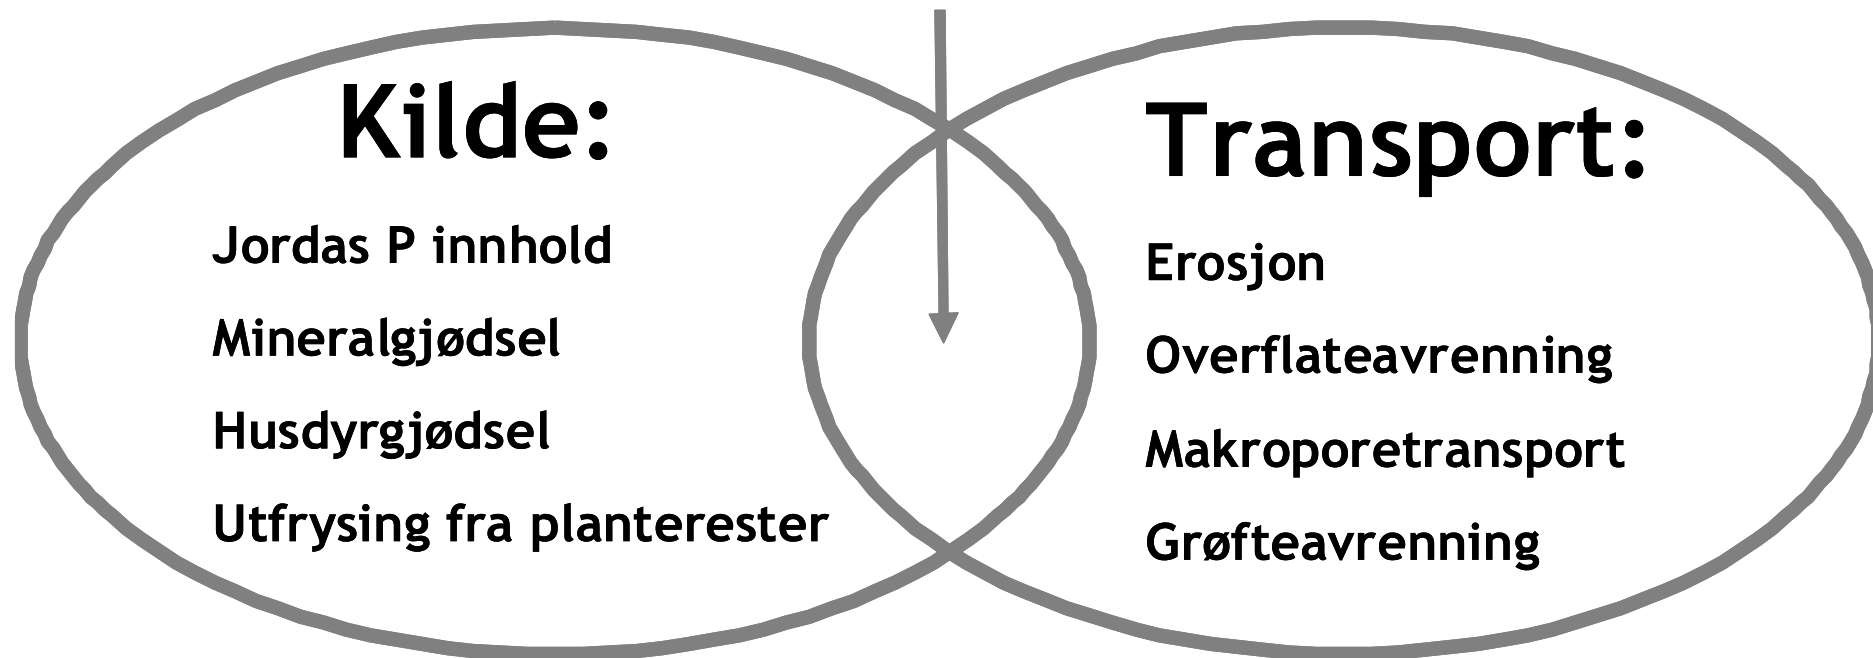 Kilde:
Jordas P innhold
Mineralgjødsel
Husdyrgjødsel
Utfrysing fra planterester
Transport:
Erosjon
Overflateavrenning
Makroporetransport
Grøfteavrenning